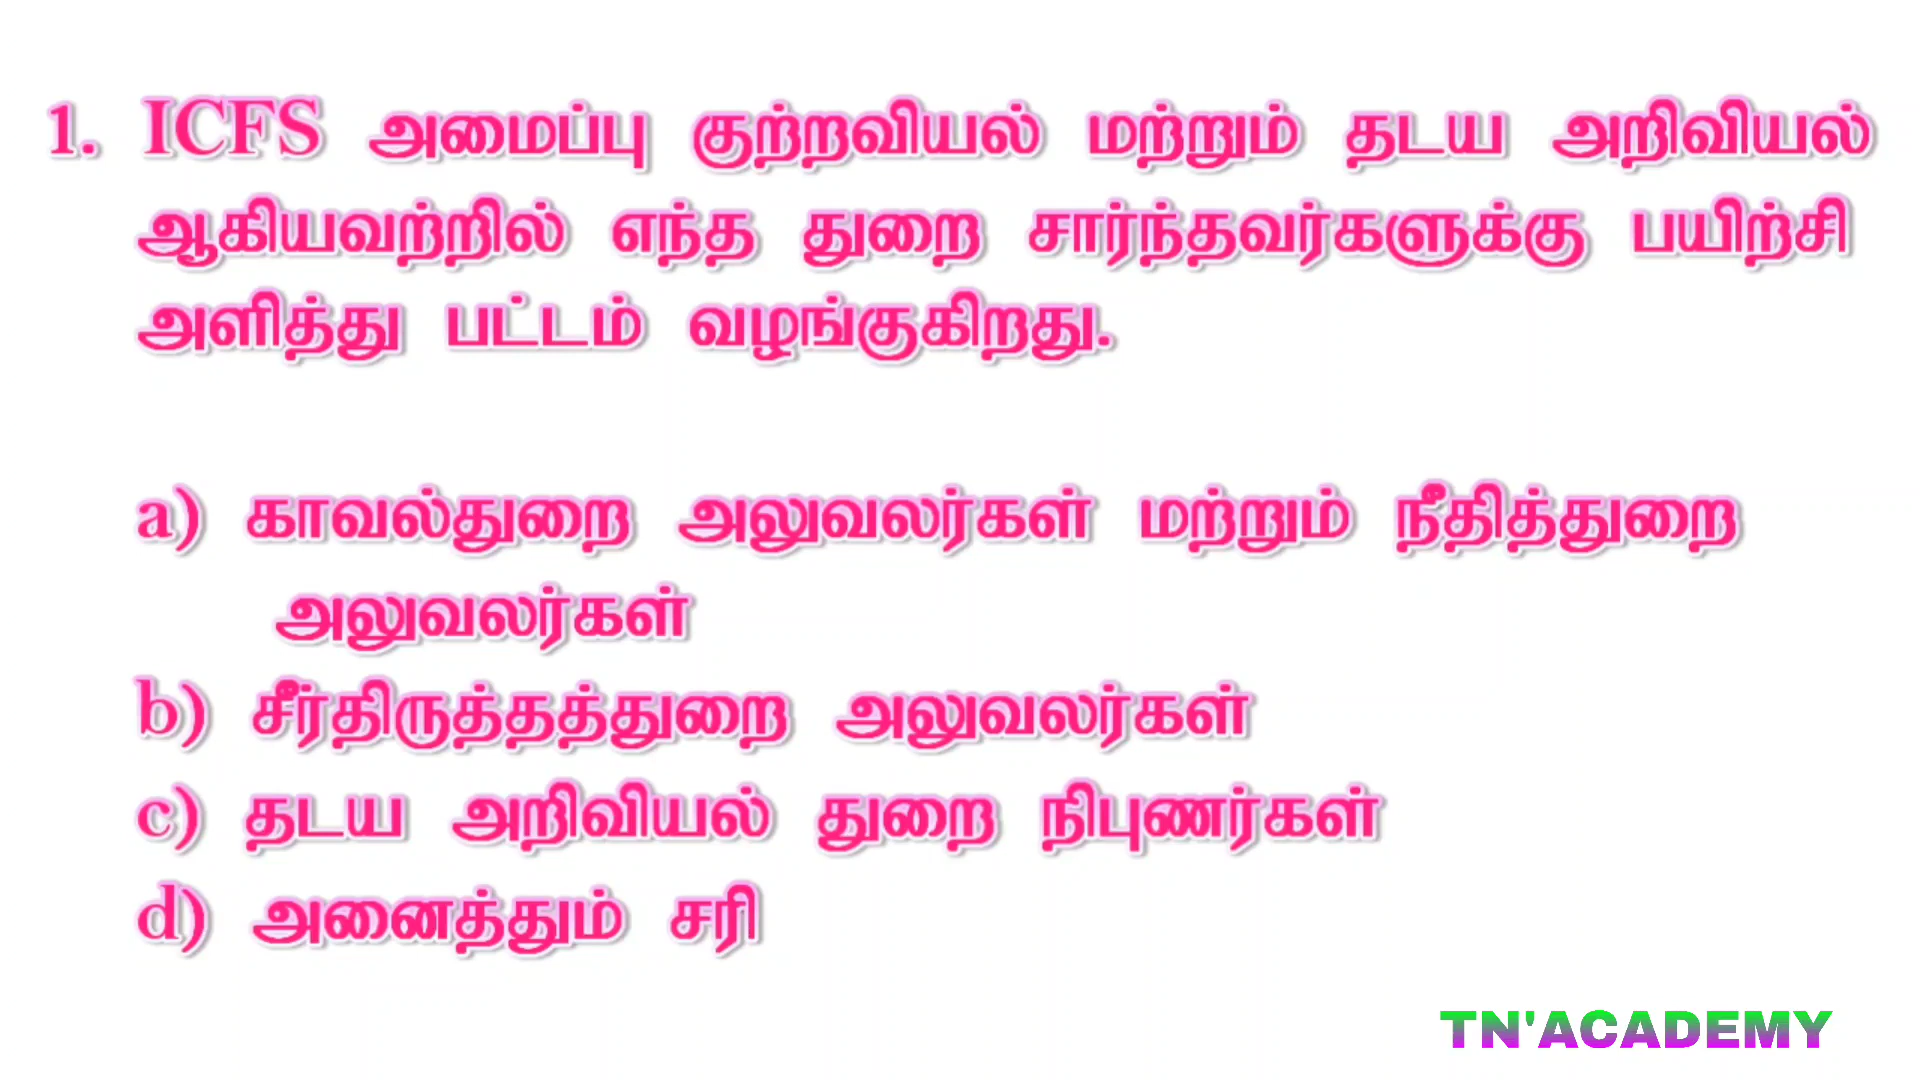 1. ICFS அமைப்பு குற்றவியல் மற்றும் தடய அறிவியல்
ஆகியவற்றில் எந்த துறை சார்ந்தவர்களுக்கு பயிற்சி
அளித்து பட்டம் வழங்குகிறது.
a) காவல்துறை அலுவலர்கள் மற்றும் நீதித்துறை
அலுவலர்கள்
b) சீர்திருத்தத்துறை அலுவலர்கள்
c) தடய அறிவியல் துறை நிபுணர்கள்
d) அனைத்தும் சரி
TN'ACADEMY